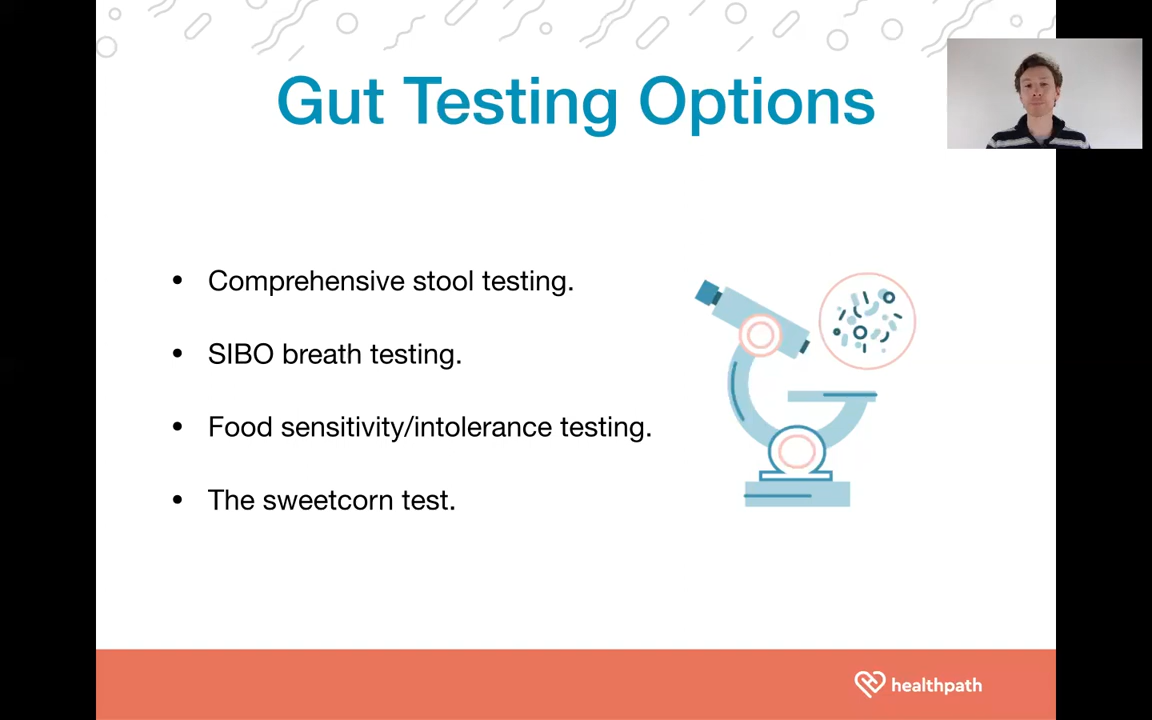 Gut Testing Options
• Comprehensive stool testing.
• SIBO breath testing.
• Food sensitivity/intolerance testing.
• The sweetcorn test.
healthpath